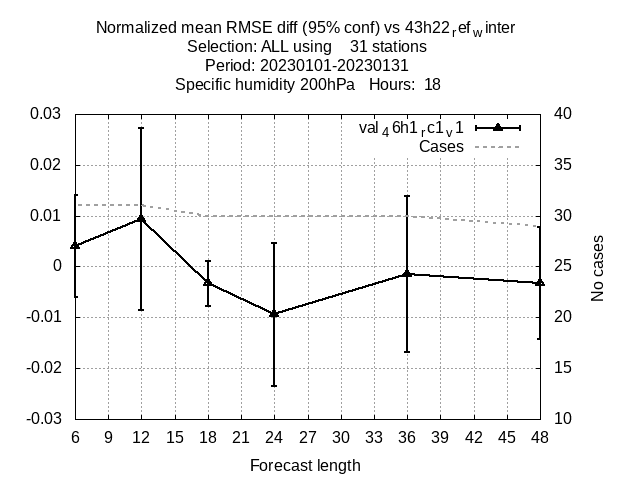 Normalized mean RMSE diff (95% conf) vs 43h22refwinter
Selection: ALL using 31 stations
Period: 20230101-20230131
Specific humidity 200hPa Hours: 18
0.03 40
val46h1rc1v1
Cases
0.02 35
0.01 30
0 25
-0.01 20
-0.02 15
-0.03 10
No cases
6 9 12 15 18 21 24 27 30 33 36 39 42 45 48
Forecast length